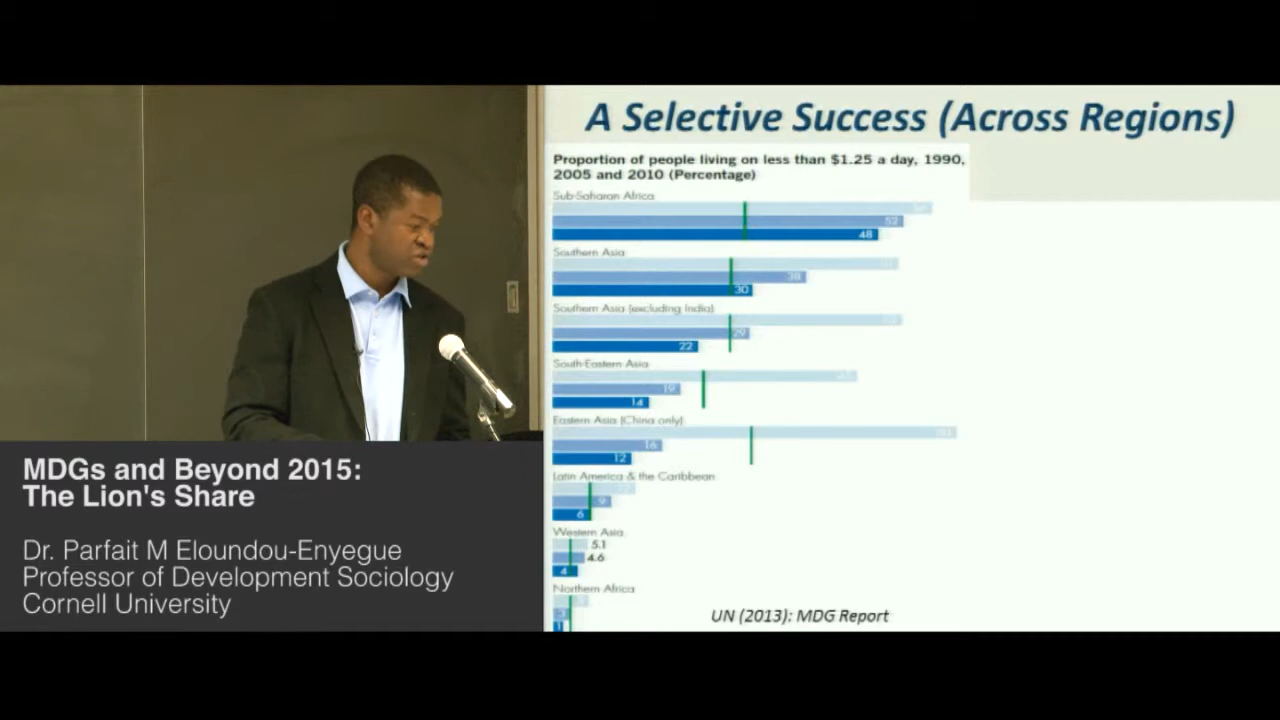 A Selective Success (Across Regions)
Proportion of people living on less than $1.25 a day, 1990,
2005 and 2010 (Percentage)
Sub-Saharan Africa
52
48
Southern Asia
38
30
Southern Asia (excluding India)
29
22
South-Eastern Asia
19
14
Eastern Asia (China only)
16
12
Latin America & the Caribbean
9
6
Western Asia
5.1
4.6
4
Northern Africa
1
UN (2013): MDG Report
MDGs and Beyond 2015:
The Lion's Share
Dr. Parfait M Eloundou-Enyegue
Professor of Development Sociology
Cornell University